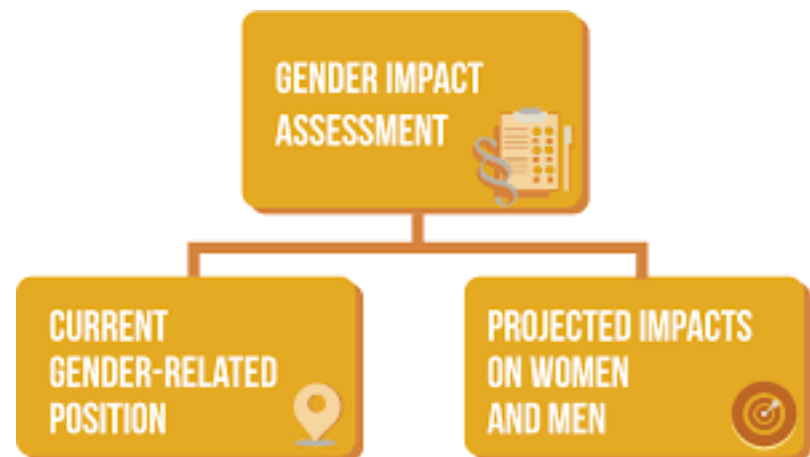 GENDER IMPACT
ASSESSMENT
CURRENT
GENDER-RELATED
POSITION
PROJECTED IMPACTS
ON WOMEN
AND MEN